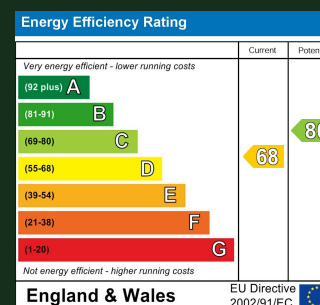 Energy Efficiency Rating
Current
Very energy efficient - lower running costs
(92 plus) A
(81-91) B
(69-80) C
(55-68) D
(39-54) E
(21-38) F
(1-20) G
68
Not energy efficient - higher running costs
England & Wales
EU Directive
2002/91/EC